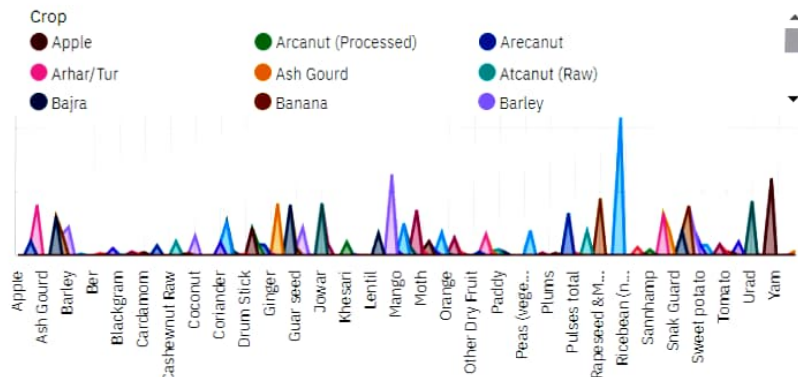 Crop
Apple Arcanut (Processed) Arecanut
Arhar/Tur Ash Gourd Atcanut (Raw)
Bajra Banana Barley
Apple
Ash Gourd
Barley
Ber
Blackgram
Cardamom
Cashewnut Raw
Coconut
Coriander
Drum Stick
Ginger
Guar seed
Jowar
Khesari
Lentil
Mango
Moth
Orange
Other Dry Fruit
Paddy
Peas (vege...
Plums
Pulses total
Rapeseed &M...
Ricebean (n...
Sannhamp
Snak Guard
Sweet potato
Tomato
Urad
Yam